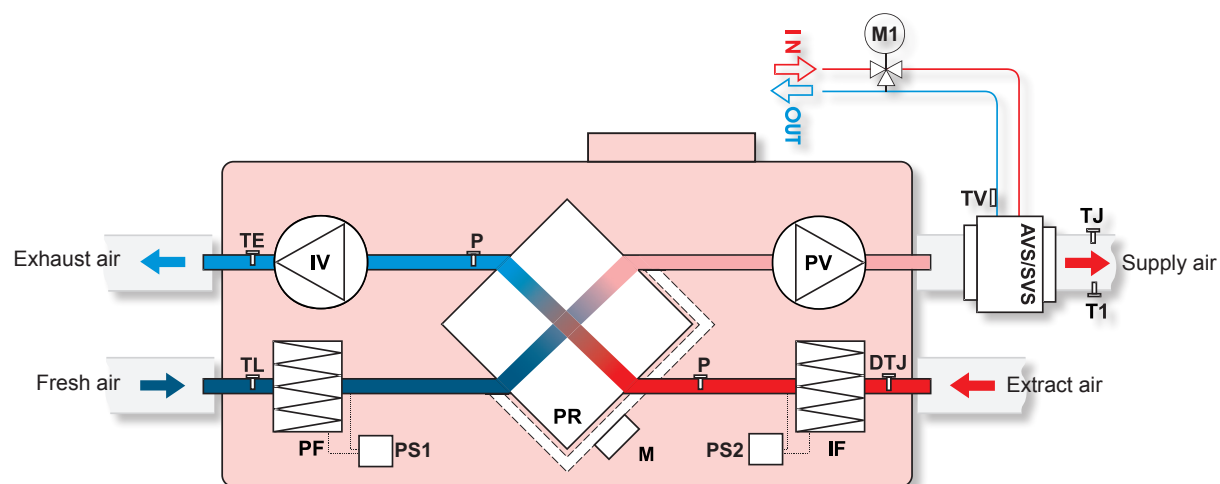 IN
M1
OUT
TV
TJ
AVS/SVS
Exhaust air
TE
IV
P
PV
Supply air
T1
Fresh air
TL
P
DTJ
Extract air
PR
PF
PS1
M
PS2
IF